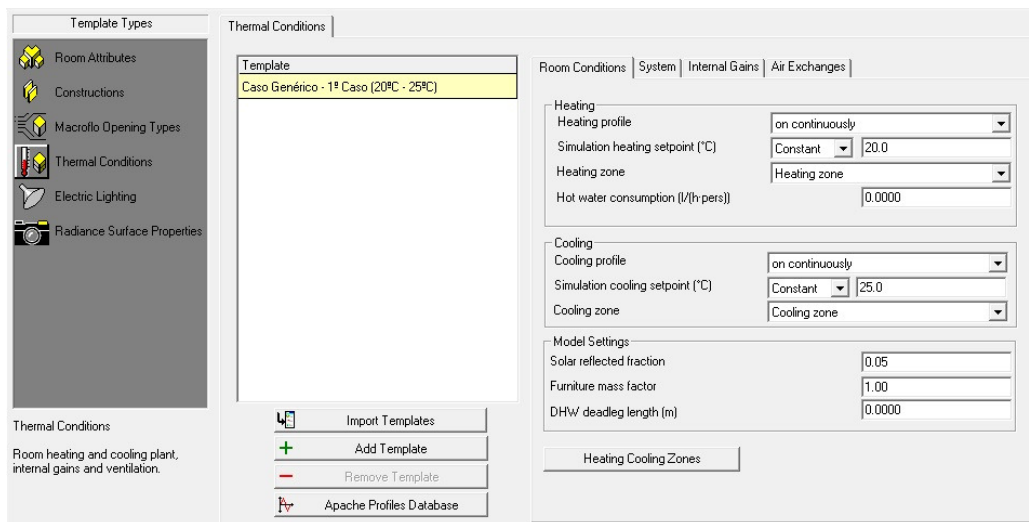 Template Types
Room Attributes
Constructions
Macroflo Opening Types
Thermal Conditions
Electric Lighting
Radiance Surface Properties
Thermal Conditions
Room heating and cooling plant,
internal gains and ventilation.
Thermal Conditions
Template
Caso Genérico - 1º Caso (20ºC - 25ºC)
Import Templates
Add Template
Remove Template
Apache Profiles Database
Room Conditions System Internal Gains Air Exchanges
Heating
Heating profile on continuously
Simulation heating setpoint (°C) Constant 20.0
Heating zone Heating zone
Hot water consumption (l/(h·pers)) 0.0000
Cooling
Cooling profile on continuously
Simulation cooling setpoint (°C) Constant 25.0
Cooling zone Cooling zone
Model Settings
Solar reflected fraction 0.05
Furniture mass factor 1.00
DHW deadleg length (m) 0.0000
Heating Cooling Zones